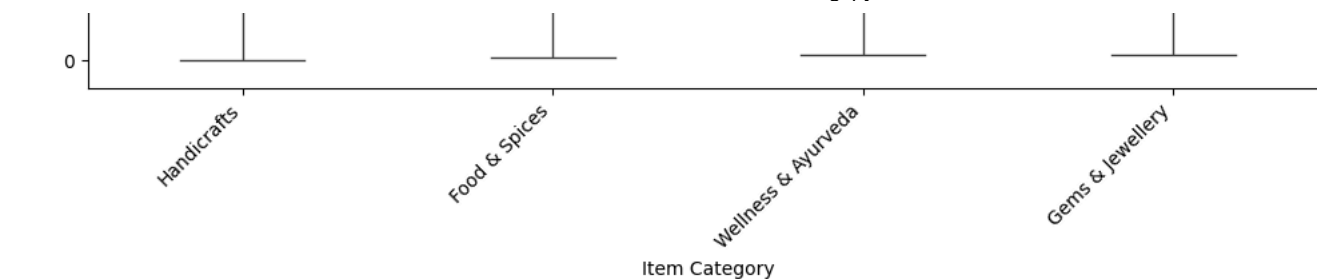 0
Handicrafts
Food & Spices
Wellness & Ayurveda
Gems & Jewellery
Item Category